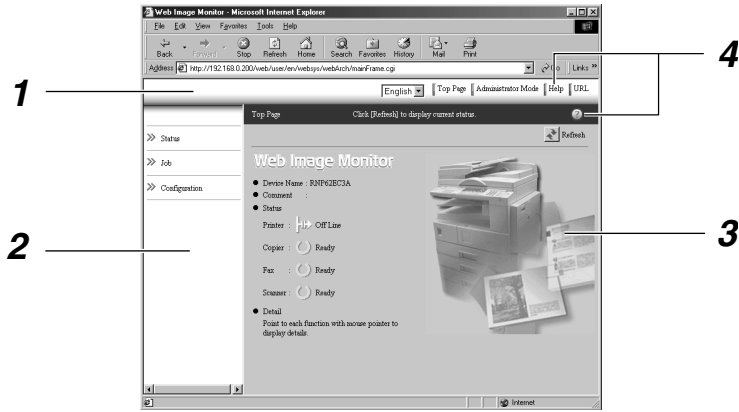 Web Image Monitor - Microsoft Internet Explorer
File Edit View Favorites Tools Help
Back Forward Stop Refresh Home Search Favorites History Mail Print
Address http://192.168.0.200/web/user/en/websys/webArch/mainFrame.cgi Go Links »
English Top Page Administrator Mode Help URL
Top Page Click [Refresh] to display current status. ?
Refresh
Status
Job
Configuration
Web Image Monitor
● Device Name : RNP62EC3A
● Comment :
● Status
Printer : Off Line
Copier : Ready
Fax : Ready
Scanner : Ready
● Detail
Point to each function with mouse pointer to
display details.
Internet
1
2
3
4